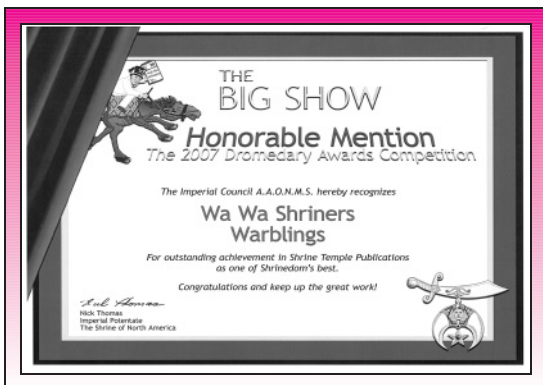 THE
BIG SHOW
Honorable Mention
The 2007 Dromedary Awards Competition
The Imperial Council A.A.O.N.M.S. hereby recognizes
Wa Wa Shriners
Warblings
For outstanding achievement in Shrine Temple Publications
as one of Shrinedom's best.
Congratulations and keep up the great work!
Nick Thomas
Nick Thomas
Imperial Potentate
The Shrine of North America